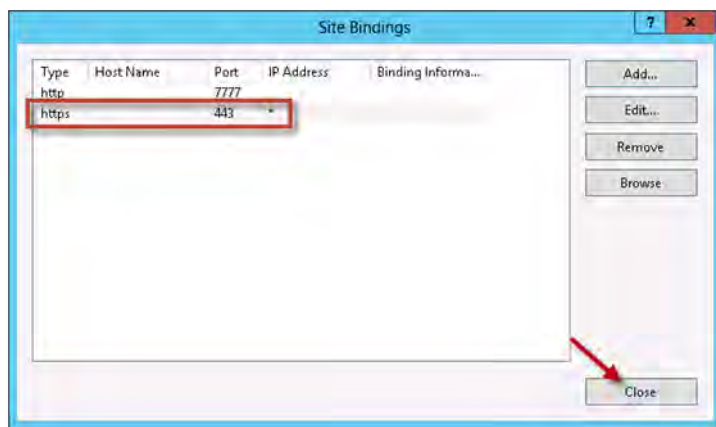 Site Bindings
? x
Type Host Name Port IP Address Binding Informa...
http 7777
https 443 *
Add...
Edit...
Remove
Browse
Close